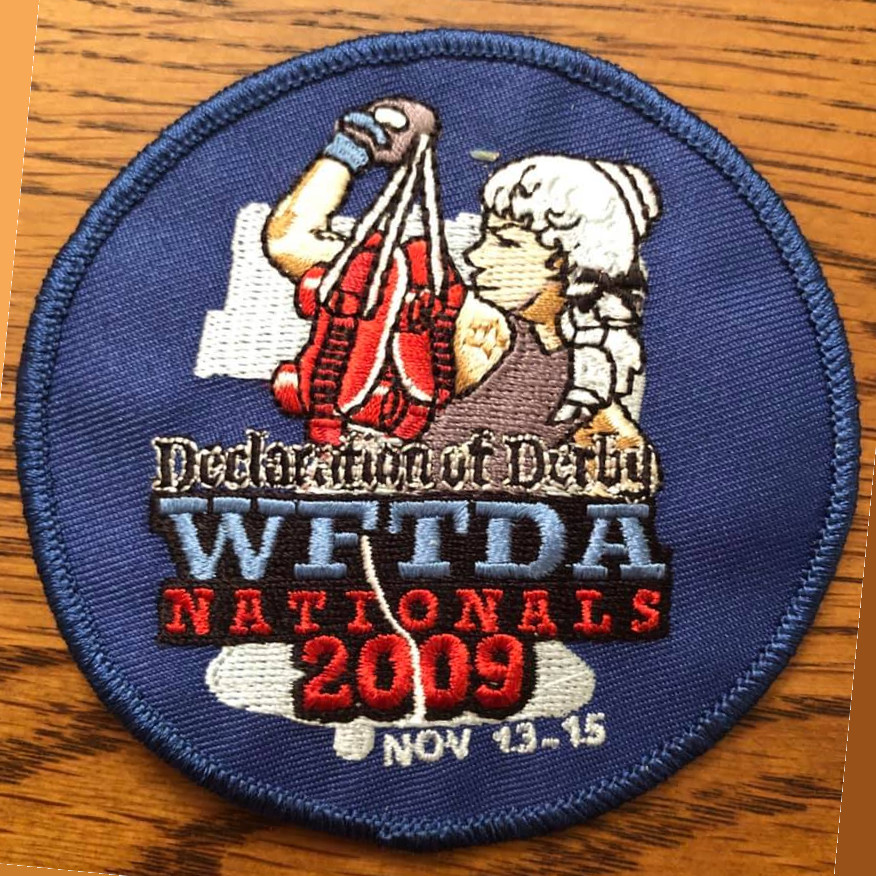 Declaration of Derby
WFTDA
NATIONALS
2009
NOV 13-15